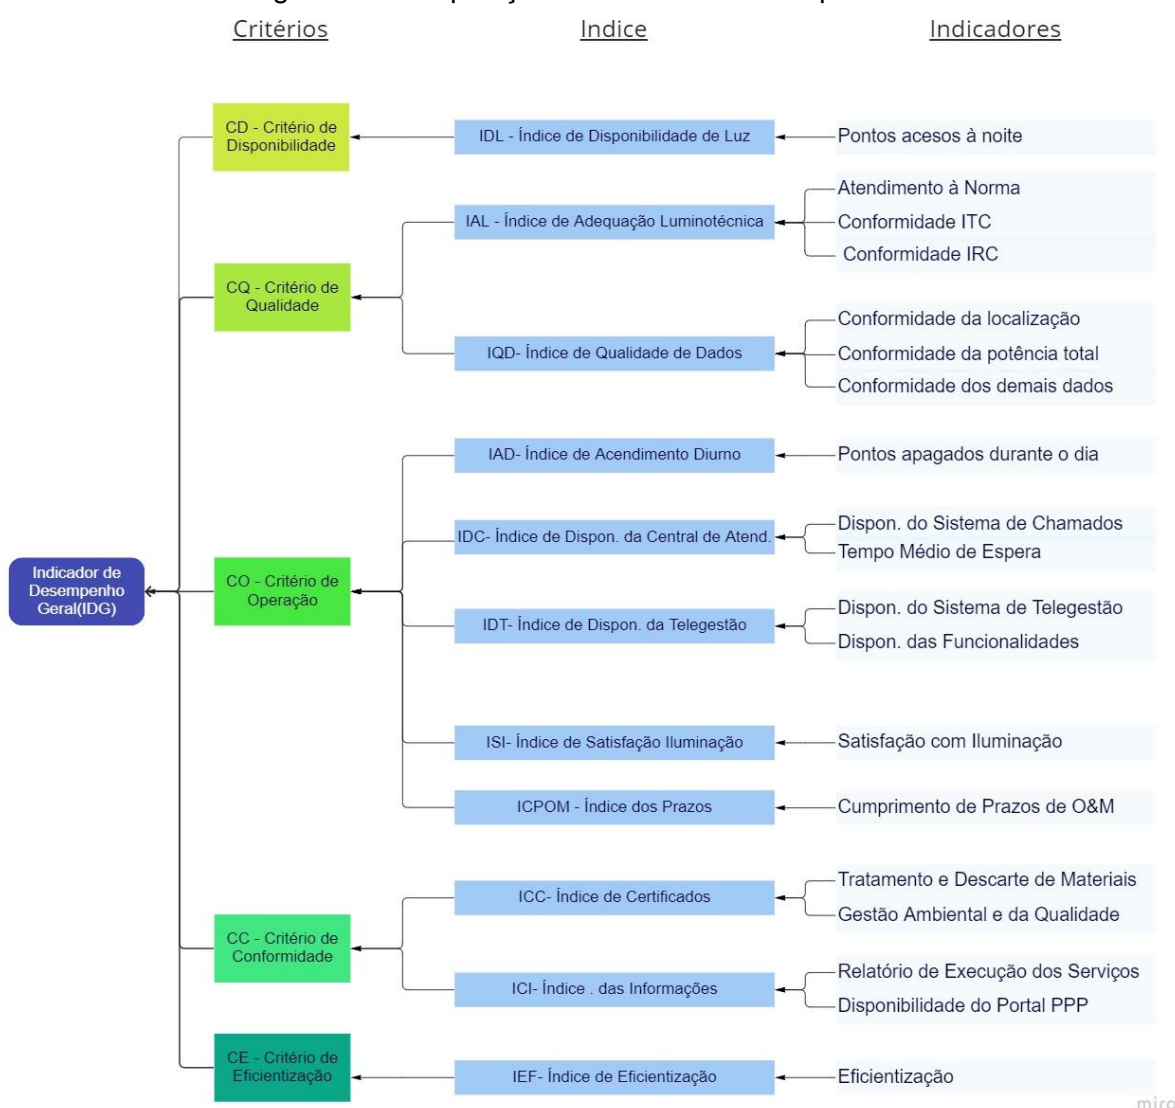 Critérios Indice Indicadores
CD - Critério de
Disponibilidade
IDL - Índice de Disponibilidade de Luz
Pontos acesos à noite
IAL - Índice de Adequação Luminotécnica
Atendimento à Norma
Conformidade ITC
Conformidade IRC
CQ - Critério de
Qualidade
IQD- Índice de Qualidade de Dados
Conformidade da localização
Conformidade da potência total
Conformidade dos demais dados
IAD- Índice de Acendimento Diurno
Pontos apagados durante o dia
IDC- Índice de Dispon. da Central de Atend.
Dispon. do Sistema de Chamados
Tempo Médio de Espera
Indicador de
Desempenho
Geral(IDG)
CO - Critério de
Operação
IDT- Índice de Dispon. da Telegestão
Dispon. do Sistema de Telegestão
Dispon. das Funcionalidades
ISI- Índice de Satisfação Iluminação
Satisfação com Iluminação
ICPOM - Índice dos Prazos
Cumprimento de Prazos de O&M
ICC- Índice de Certificados
Tratamento e Descarte de Materiais
Gestão Ambiental e da Qualidade
CC - Critério de
Conformidade
ICI- Índice . das Informações
Relatório de Execução dos Serviços
Disponibilidade do Portal PPP
CE - Critério de
Eficientização
IEF- Índice de Eficientização
Eficientização